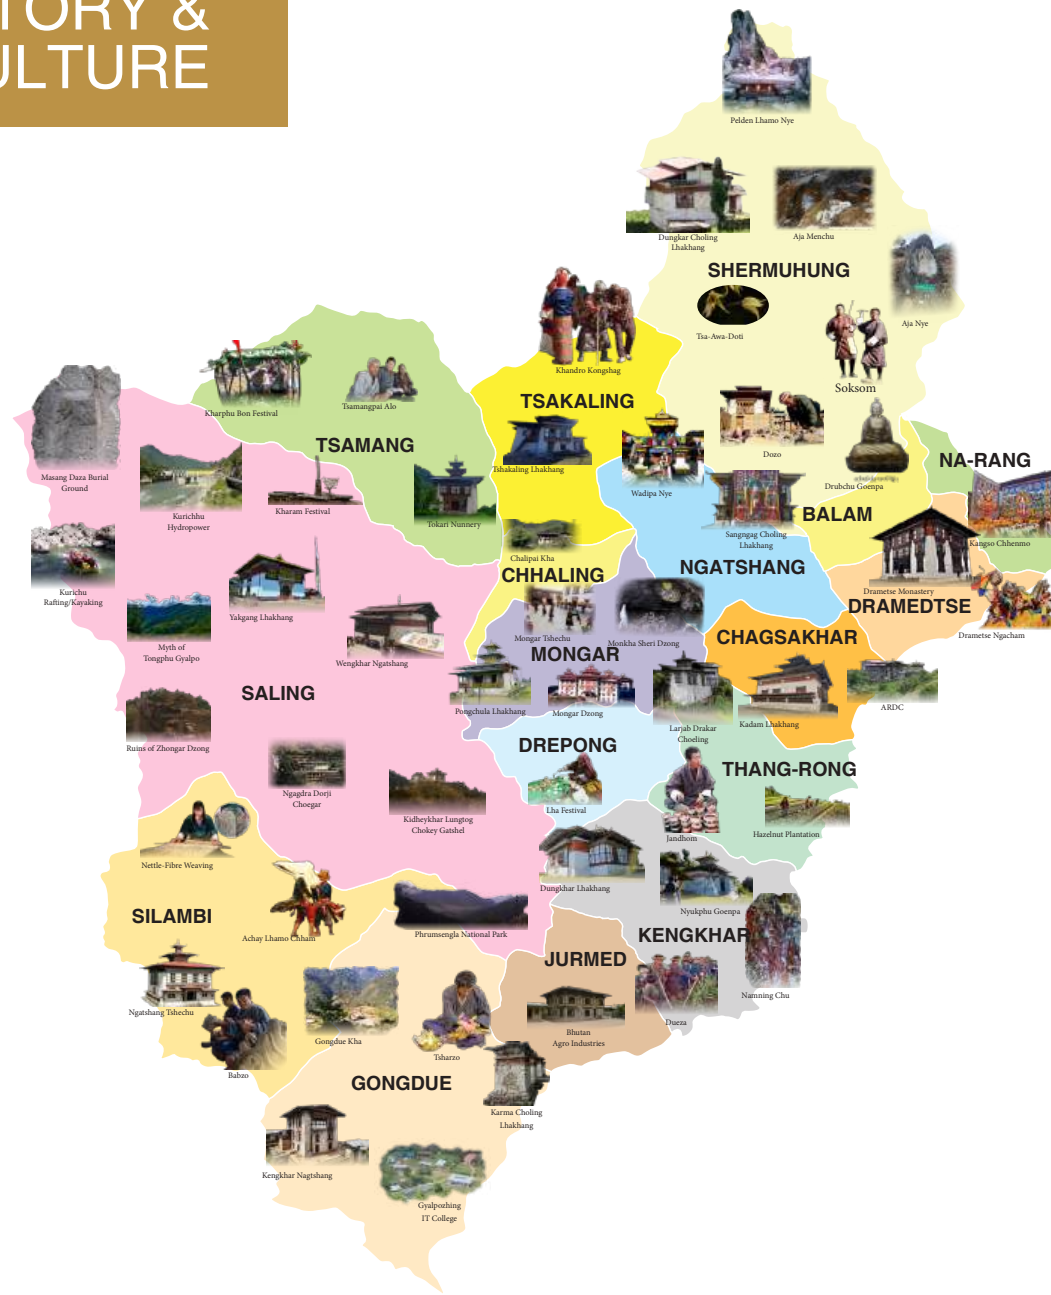 TORY &
ULTURE
Pelden Lhamo Nye
Dungkar Choling
Lhakhang
Aja Menchu
SHERMUHUNG
Aja Nye
Tsa-Awa-Doti
Soksom
Khandro Kongshag
TSAKALING
Tshakaling Lhakhang
Wadipa Nye
Dozo
Drubchu Goenpa
NA-RANG
Kangso Chhenmo
Kharphu Bon Festival
Tsamangpai Alo
TSAMANG
Tokari Nunnery
Masang Daza Burial
Ground
Kurichhu
Hydropower
Kharam Festival
Kurichu
Rafting/Kayaking
Yakgang Lhakhang
Myth of
Tongphu Gyalpo
Wengkhar Ngatshang
SALING
Ruins of Zhongar Dzong
Ngagdra Dorji
Choegar
Kidheykhar Lungtog
Chokey Gatshel
Chalipai Kha
CHHALING
Sangngag Choling
Lhakhang
BALAM
NGATSHANG
Drametse Monastery
DRAMEDTSE
Drametse Ngacham
Mongar Tshechu
Monkha Sheri Dzong
MONGAR
Pongchula Lhakhang
Mongar Dzong
CHAGSAKHAR
Larjab Drakar
Choeling
Kadam Lhakhang
ARDC
DREPONG
Lha Festival
THANG-RONG
Jandhom
Hazelnut Plantation
Nettle-Fibre Weaving
SILAMBI
Achay Lhamo Chham
Phrumsengla National Park
Ngatshang Tshechu
Babzo
Dungkhar Lhakhang
Nyukphu Goenpa
KENGKHAR
Namning Chu
Dueza
JURMED
Bhutan
Agro Industries
Gongdue Kha
Tsharzo
GONGDUE
Karma Choling
Lhakhang
Kengkhar Nagtshang
Gyalpozhing
IT College